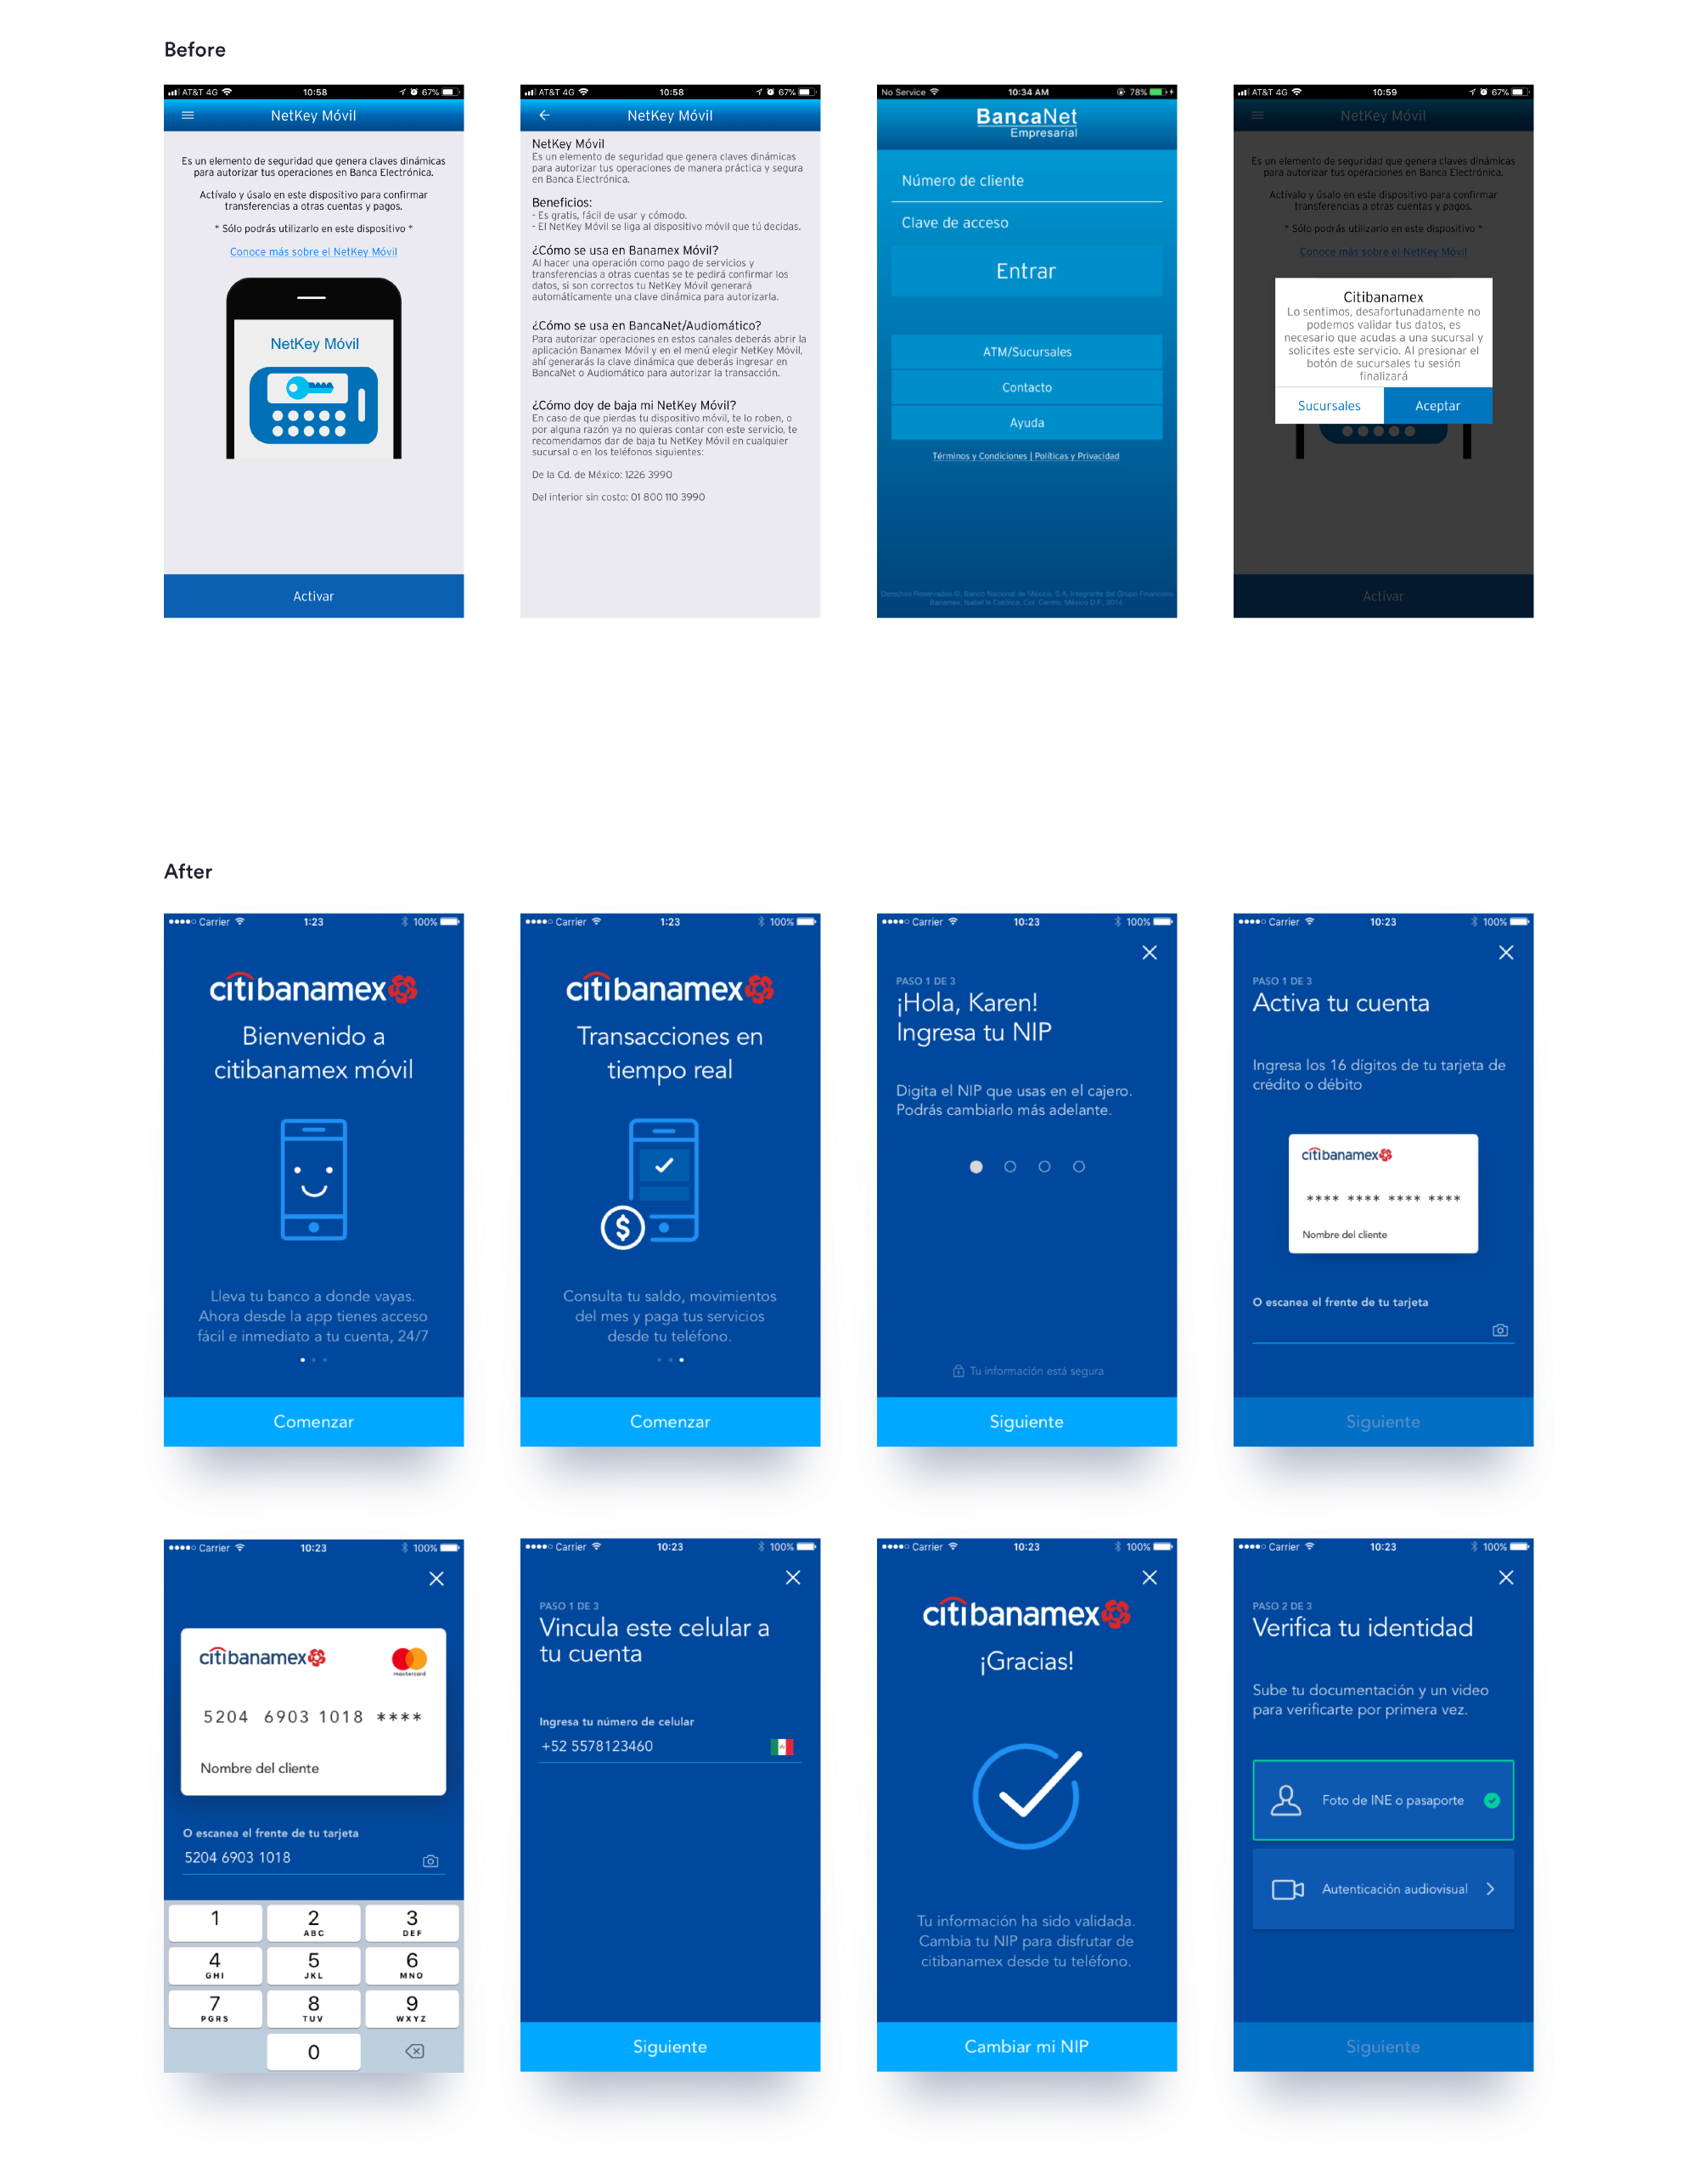 Before
AT&T 4G 10:58 67%
NetKey Móvil
Es un elemento de seguridad que genera claves dinámicas
para autorizar tus operaciones en Banca Electrónica.
Actívalo y úsalo en este dispositivo para confirmar
transferencias a otras cuentas y pagos.
* Sólo podrás utilizarlo en este dispositivo *
Conoce más sobre el NetKey Móvil
NetKey Móvil
Activar
AT&T 4G 10:58 67%
NetKey Móvil
NetKey Móvil
Es un elemento de seguridad que genera claves dinámicas
para autorizar tus operaciones de manera práctica y segura
en Banca Electrónica.
Beneficios:
- Es gratis, fácil de usar y cómodo.
- El NetKey Móvil se liga al dispositivo móvil que tú decidas.
¿Cómo se usa en Banamex Móvil?
Al hacer una operación como pago de servicios y
transferencias a otras cuentas se te pedirá confirmar los
datos, si son correctos tu NetKey Móvil generará
automáticamente una clave dinámica para autorizarla.
¿Cómo se usa en BancaNet/Audiomático?
Para autorizar operaciones en estos canales deberás abrir la
aplicación Banamex Móvil y en el menú elegir NetKey Móvil,
ahí generarás la clave dinámica que deberás ingresar en
BancaNet o Audiomático para autorizar la transacción.
¿Cómo doy de baja mi NetKey Móvil?
En caso de que pierdas tu dispositivo móvil, te lo roben, o
por alguna razón ya no quieras contar con este servicio, te
recomendamos dar de baja tu NetKey Móvil en cualquier
sucursal o en los teléfonos siguientes:
De la Cd. de México: 1226 3990
Del interior sin costo: 01 800 110 3990
No Service 10:34 AM 78%
BancaNet
Empresarial
Número de cliente
Clave de acceso
Entrar
ATM/Sucursales
Contacto
Ayuda
Términos y Condiciones | Políticas y Privacidad
Derechos Reservados ©, Banco Nacional de México, S.A. Integrante del Grupo Financiero
Banamex, Isabel la Católica, Col. Centro, México D.F. 2014.
AT&T 4G 10:59 67%
NetKey Móvil
Es un elemento de seguridad que genera claves dinámicas
para autorizar tus operaciones en Banca Electrónica.
Actívalo y úsalo en este dispositivo para confirmar
transferencias a otras cuentas y pagos.
* Sólo podrás utilizarlo en este dispositivo *
Conoce más sobre el NetKey Móvil
Citibanamex
Lo sentimos, desafortunadamente no
podemos validar tus datos, es
necesario que acudas a una sucursal y
solicites este servicio. Al presionar el
botón de sucursales tu sesión
finalizará
Sucursales Aceptar
Activar
After
Carrier 1:23 100%
citibanamex
Bienvenido a
citibanamex móvil
Lleva tu banco a donde vayas.
Ahora desde la app tienes acceso
fácil e inmediato a tu cuenta, 24/7
Comenzar
Carrier 1:23 100%
citibanamex
Transacciones en
tiempo real
$
Consulta tu saldo, movimientos
del mes y paga tus servicios
desde tu teléfono.
Comenzar
Carrier 10:23 100%
PASO 1 DE 3
¡Hola, Karen!
Ingresa tu NIP
Digita el NIP que usas en el cajero.
Podrás cambiarlo más adelante.
Tu información está segura
Siguiente
Carrier 10:23 100%
PASO 1 DE 3
Activa tu cuenta
Ingresa los 16 dígitos de tu tarjeta de
crédito o débito
citibanamex
**** **** **** ****
Nombre del cliente
O escanea el frente de tu tarjeta
Siguiente
Carrier 10:23 100%
citibanamex
mastercard
5204 6903 1018 ****
Nombre del cliente
O escanea el frente de tu tarjeta
5204 6903 1018
1 2 3
ABC DEF
4 5 6
GHI JKL MNO
7 8 9
PGRS TUV WXYZ
0
Carrier 10:23 100%
PASO 1 DE 3
Vincula este celular a
tu cuenta
Ingresa tu número de celular
+52 5578123460
Siguiente
Carrier 10:23 100%
citibanamex
¡Gracias!
Tu información ha sido validada.
Cambia tu NIP para disfrutar de
citibanamex desde tu teléfono.
Cambiar mi NIP
Carrier 10:23 100%
PASO 2 DE 3
Verifica tu identidad
Sube tu documentación y un video
para verificarte por primera vez.
Foto de INE o pasaporte
Autenticación audiovisual
Siguiente